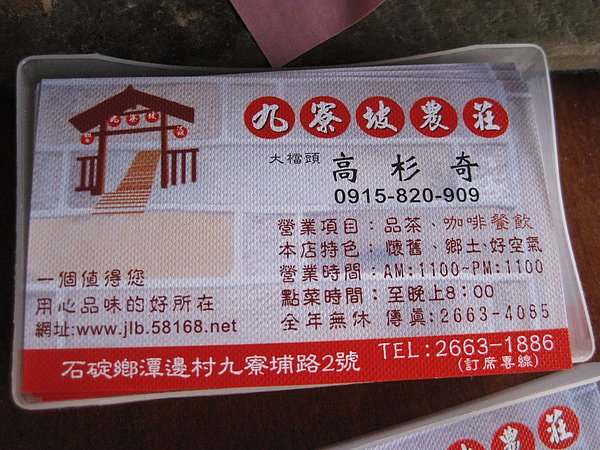 九寮坡農莊
大檔頭 高杉奇
0915-820-909
營業項目：品茶、咖啡餐飲
本店特色：懷舊、鄉土、好空氣
營業時間：AM:1100~PM:1100
點菜時間：至晚上8：00
全年無休 傳真:2663-4065
一個值得您
用心品味的好所在
網址:www.jlb.58168.net
石碇鄉潭邊村九寮埔路2號
TEL:2663-1886
(訂席專線)
農莊